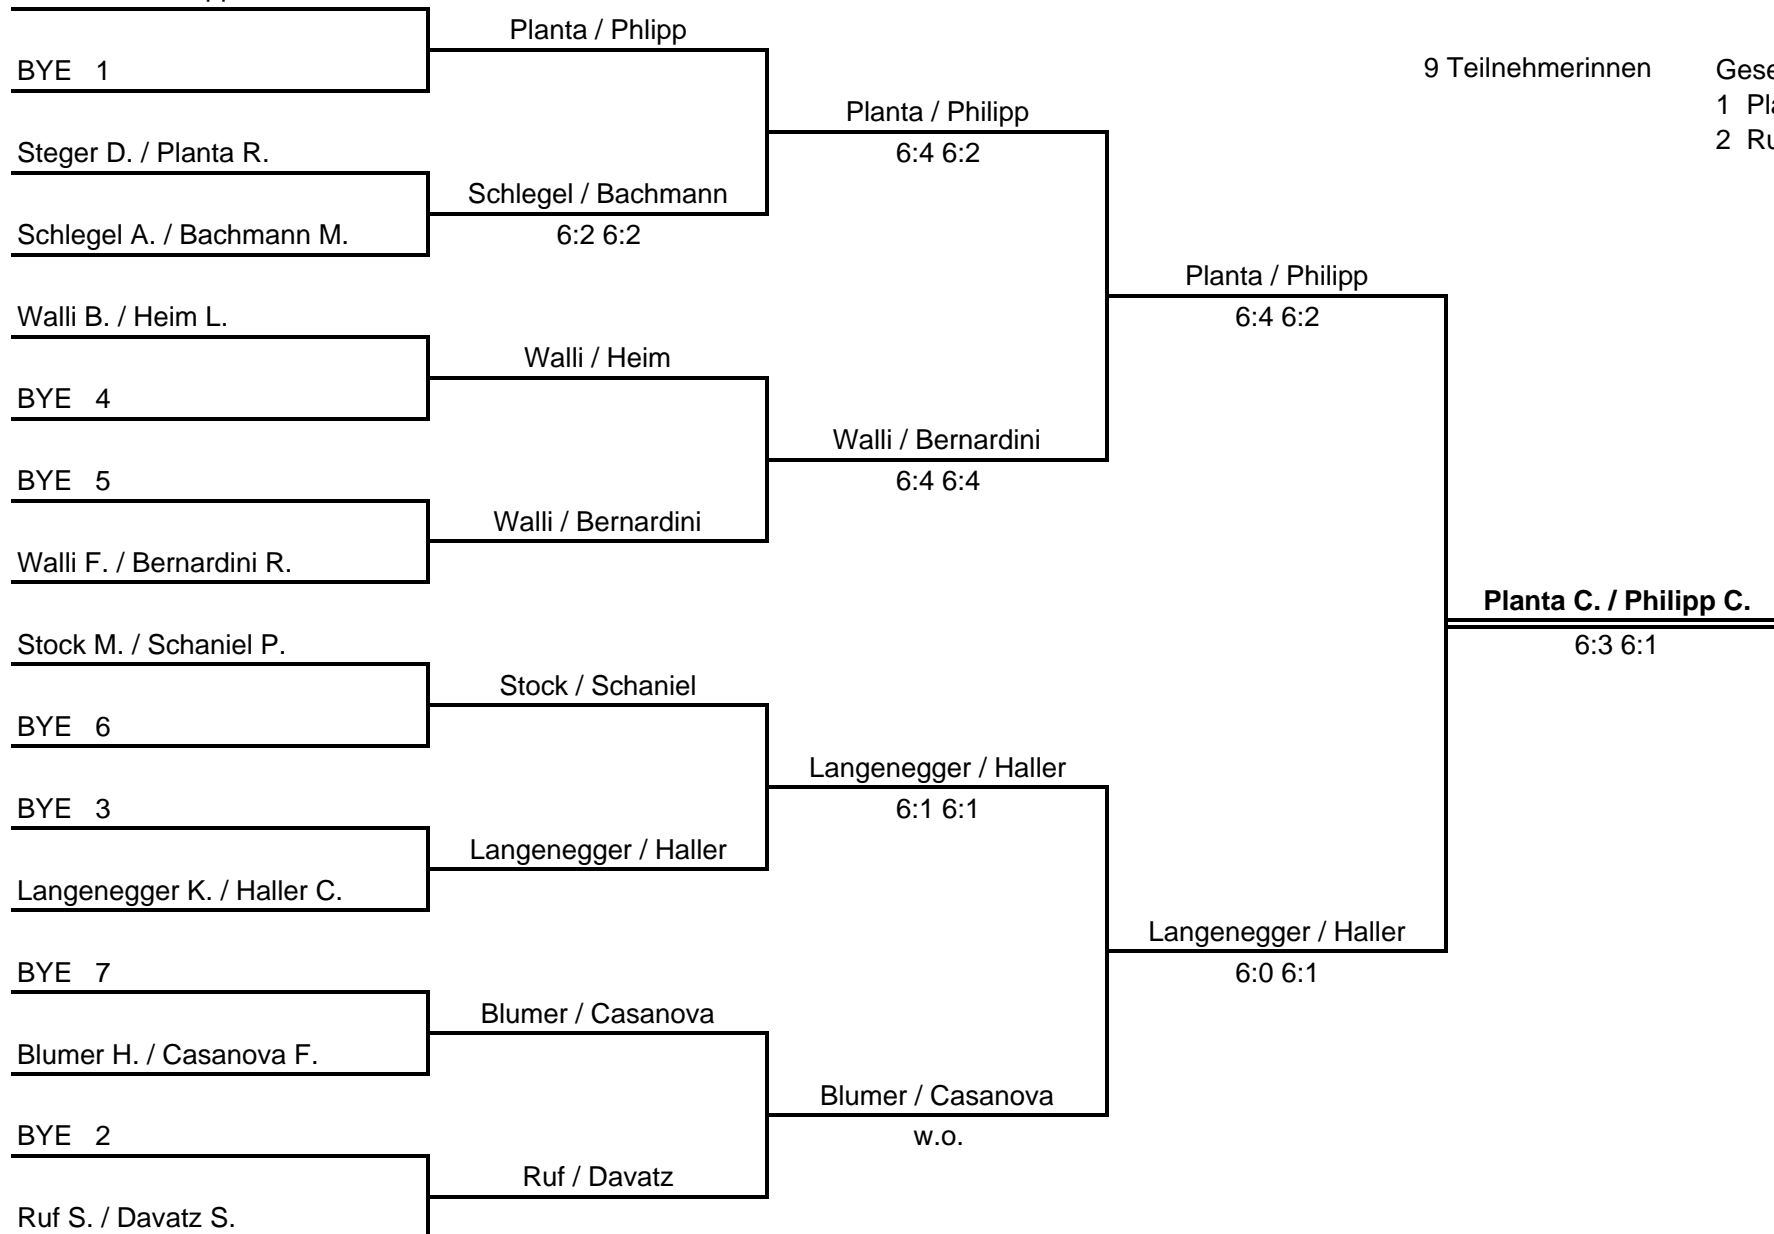 Planta / Phlipp
BYE 1
9 Teilnehmerinnen
Planta / Philipp
Steger D. / Planta R.
6:4 6:2
Schlegel / Bachmann
Schlegel A. / Bachmann M.
6:2 6:2
Planta / Philipp
Walli B. / Heim L.
6:4 6:2
Walli / Heim
BYE 4
Walli / Bernardini
BYE 5
6:4 6:4
Walli / Bernardini
Walli F. / Bernardini R.
Planta C. / Philipp C.
Stock M. / Schaniel P.
6:3 6:1
Stock / Schaniel
BYE 6
Langenegger / Haller
BYE 3
6:1 6:1
Langenegger / Haller
Langenegger K. / Haller C.
Langenegger / Haller
BYE 7
6:0 6:1
Blumer / Casanova
Blumer H. / Casanova F.
Blumer / Casanova
BYE 2
w.o.
Ruf / Davatz
Ruf S. / Davatz S.
1
2